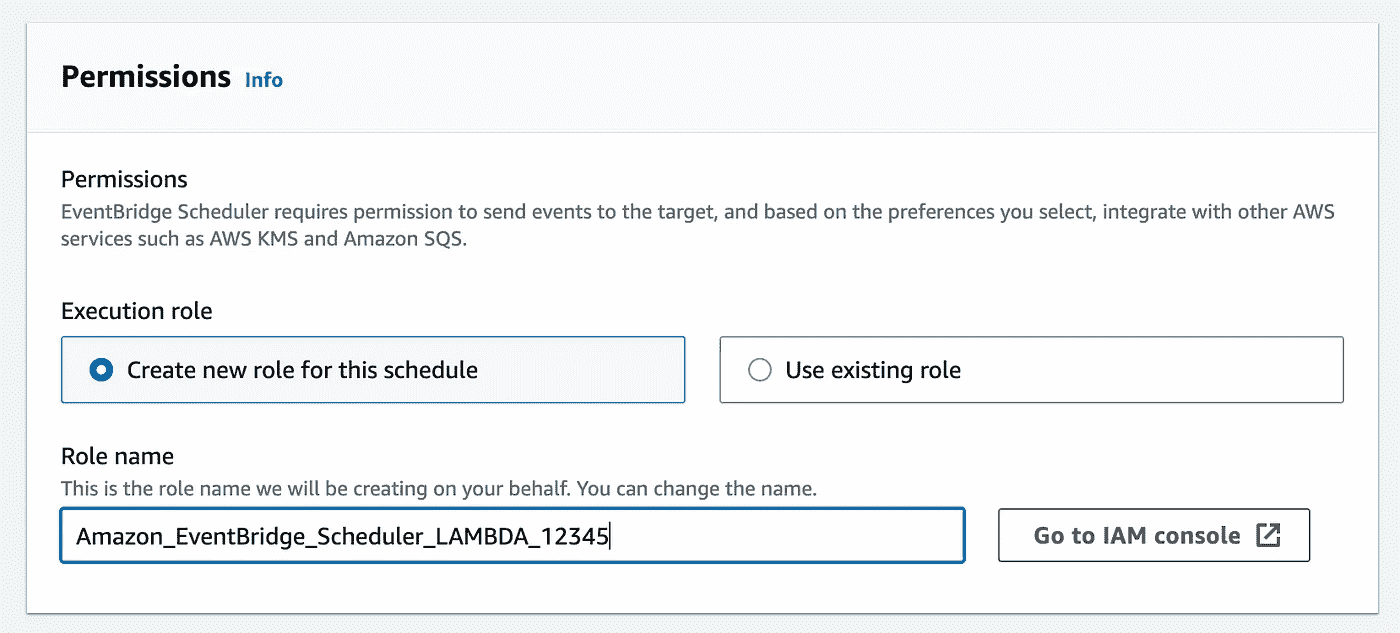 Permissions Info
Permissions
EventBridge Scheduler requires permission to send events to the target, and based on the preferences you select, integrate with other AWS
services such as AWS KMS and Amazon SQS.
Execution role
Create new role for this schedule
Use existing role
Role name
This is the role name we will be creating on your behalf. You can change the name.
Amazon_EventBridge_Scheduler_LAMBDA_12345
Go to IAM console